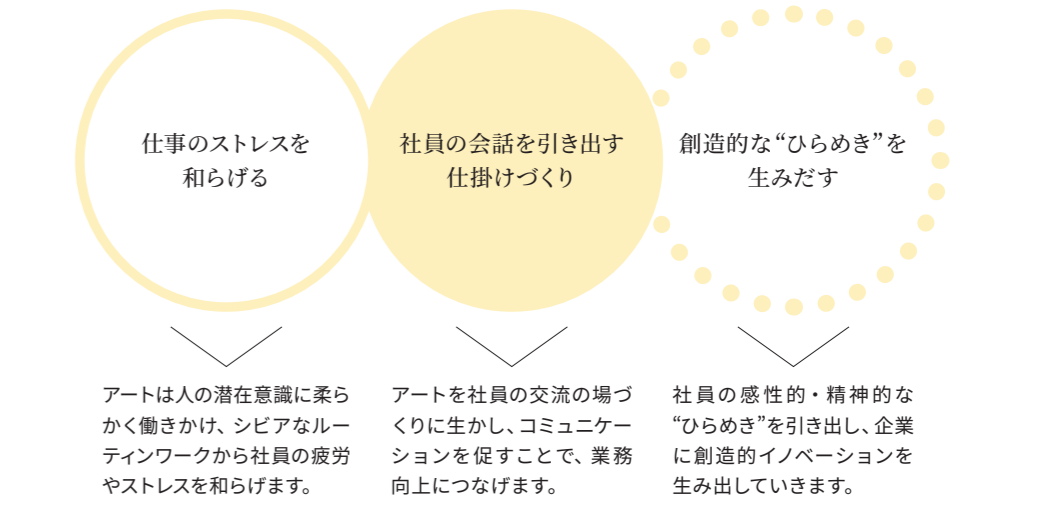 仕事のストレスを
和らげる
社員の会話を引き出す
仕掛けづくり
創造的な“ひらめき”を
生みだす
アートは人の潜在意識に柔ら
かく働きかけ、シビアなルー
ティンワークから社員の疲労
やストレスを和らげます。
アートを社員の交流の場づ
くりに生かし、コミュニケー
ションを促すことで、業務
向上につなげます。
社員の感性的・精神的な
“ひらめき”を引き出し、企業
に創造的イノベーションを
生み出していきます。